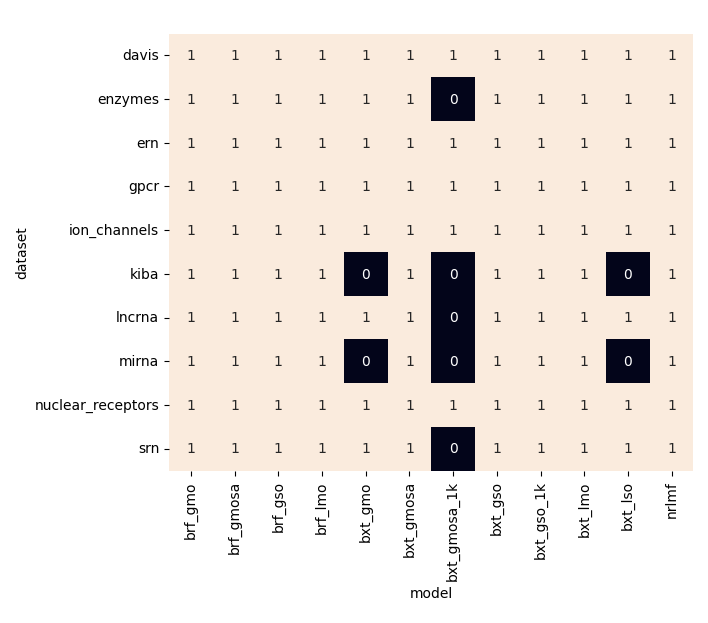 davis 1 1 1 1 1 1 1 1 1 1 1 1
enzymes 1 1 1 1 1 1 0 1 1 1 1 1
ern 1 1 1 1 1 1 1 1 1 1 1 1
gpcr 1 1 1 1 1 1 1 1 1 1 1 1
ion_channels 1 1 1 1 1 1 1 1 1 1 1 1
kiba 1 1 1 1 0 1 0 1 1 1 0 1
lncrna 1 1 1 1 1 1 0 1 1 1 1 1
mirna 1 1 1 1 0 1 0 1 1 1 0 1
nuclear_receptors 1 1 1 1 1 1 1 1 1 1 1 1
srn 1 1 1 1 1 1 0 1 1 1 1 1
dataset
brf_gmo
brf_gmosa
brf_gso
brf_lmo
bxt_gmo
bxt_gmosa
bxt_gmosa_1k
bxt_gso
bxt_gso_1k
bxt_lmo
bxt_lso
nrlmf
model